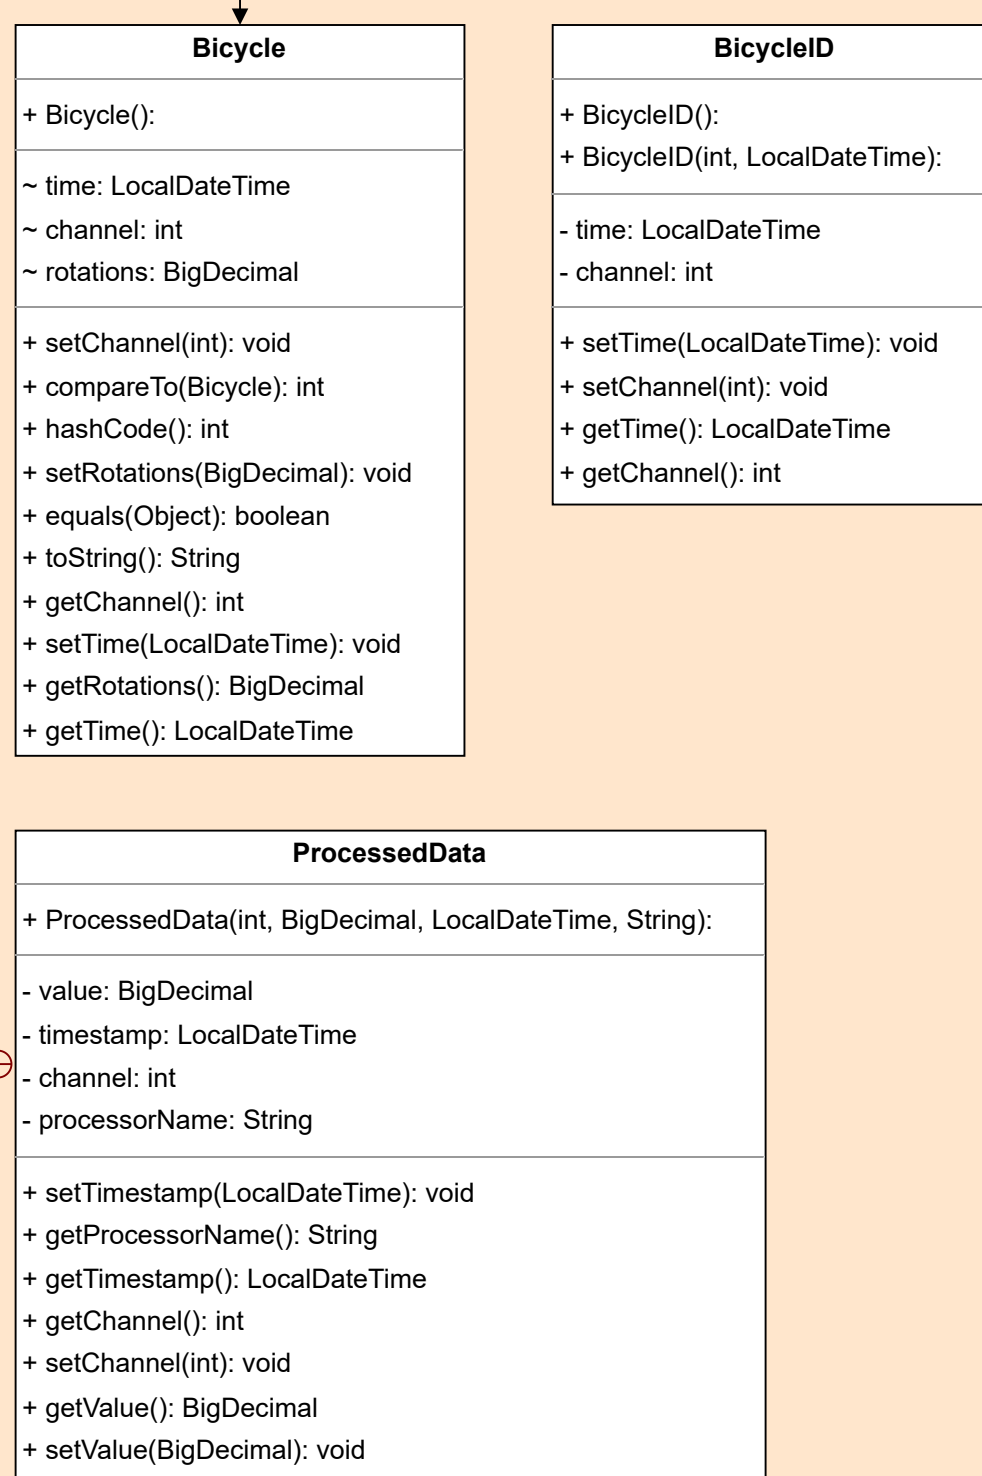 Bicycle
+ Bicycle():
~ time: LocalDateTime
~ channel: int
~ rotations: BigDecimal
+ setChannel(int): void
+ compareTo(Bicycle): int
+ hashCode(): int
+ setRotations(BigDecimal): void
+ equals(Object): boolean
+ toString(): String
+ getChannel(): int
+ setTime(LocalDateTime): void
+ getRotations(): BigDecimal
+ getTime(): LocalDateTime
BicycleID
+ BicycleID():
+ BicycleID(int, LocalDateTime):
- time: LocalDateTime
- channel: int
+ setTime(LocalDateTime): void
+ setChannel(int): void
+ getTime(): LocalDateTime
+ getChannel(): int
ProcessedData
+ ProcessedData(int, BigDecimal, LocalDateTime, String):
- value: BigDecimal
- timestamp: LocalDateTime
- channel: int
- processorName: String
+ setTimestamp(LocalDateTime): void
+ getProcessorName(): String
+ getTimestamp(): LocalDateTime
+ getChannel(): int
+ setChannel(int): void
+ getValue(): BigDecimal
+ setValue(BigDecimal): void